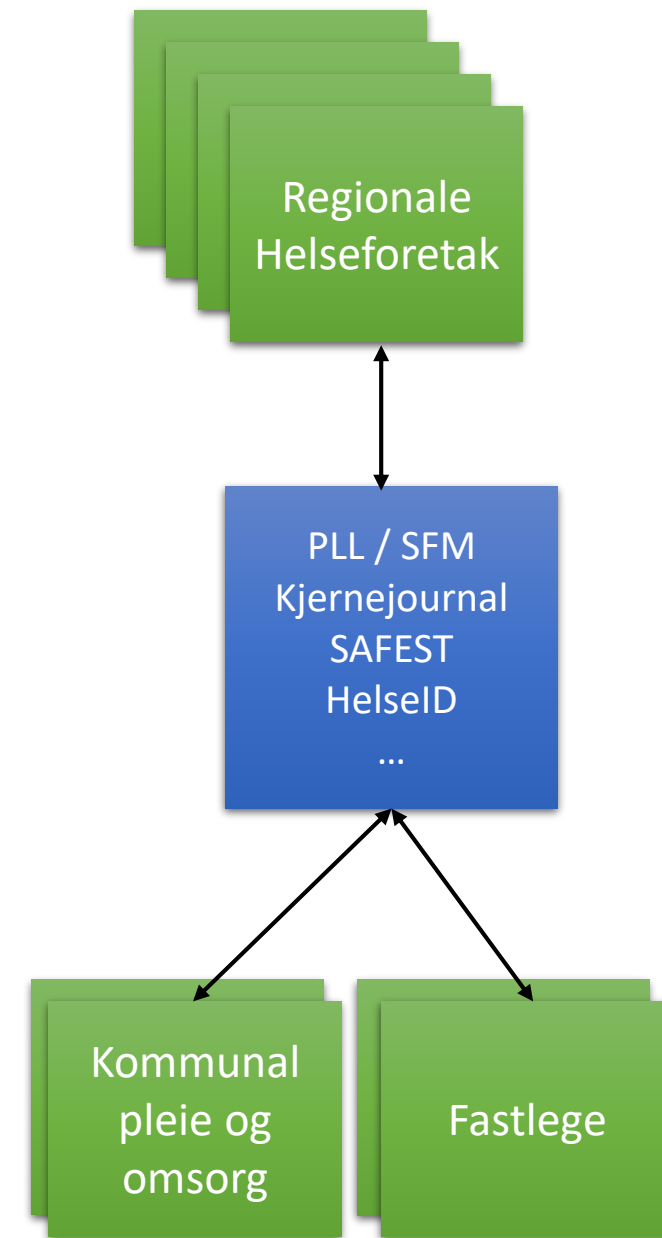 Regionale
Helseforetak
PLL / SFM
Kjernejournal
SAFEST
HelseID
…
Kommunal
pleie og
omsorg
Fastlege